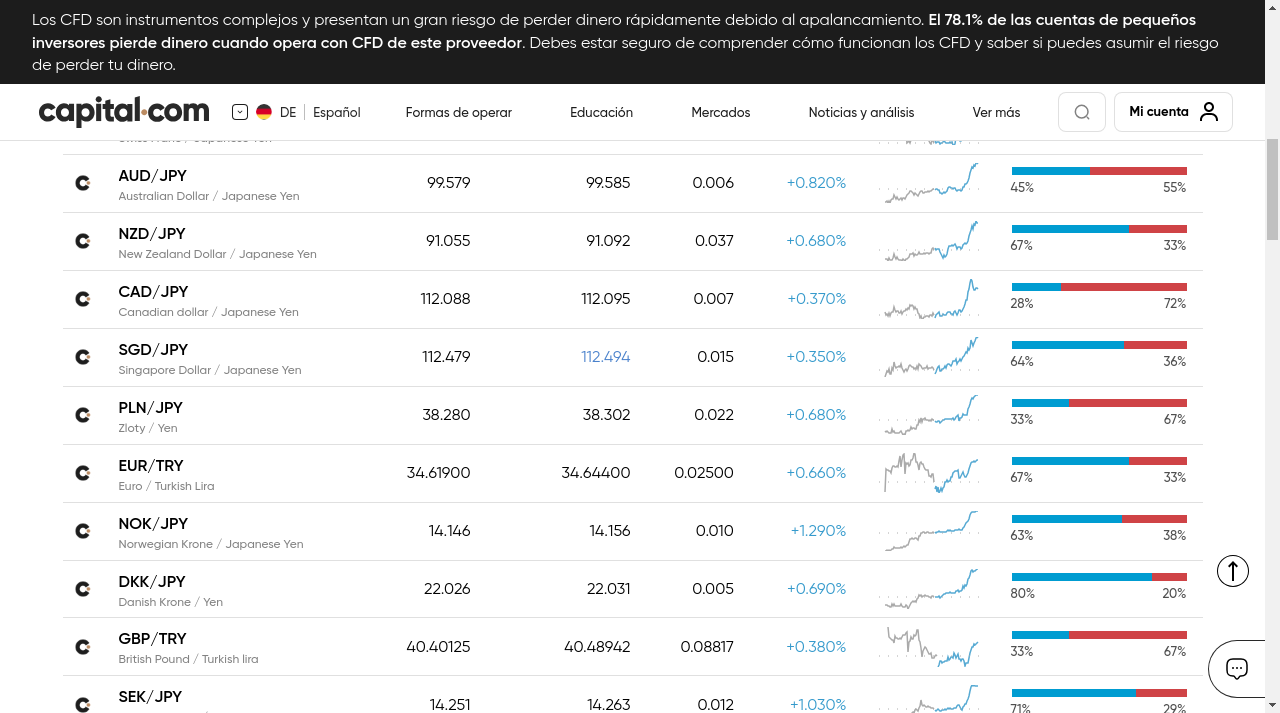 Los CFD son instrumentos complejos y presentan un gran riesgo de perder dinero rápidamente debido al apalancamiento. El 78.1% de las cuentas de pequeños
inversores pierde dinero cuando opera con CFD de este proveedor. Debes estar seguro de comprender cómo funcionan los CFD y saber si puedes asumir el riesgo
de perder tu dinero.
capital.com DE Español Formas de operar Educación Mercados Noticias y análisis Ver más Mi cuenta
AUD/JPY 99.579 99.585 0.006 +0.820%
Australian Dollar / Japanese Yen 45% 55%
NZD/JPY 91.055 91.092 0.037 +0.680%
New Zealand Dollar / Japanese Yen 67% 33%
CAD/JPY 112.088 112.095 0.007 +0.370%
Canadian dollar / Japanese Yen 28% 72%
SGD/JPY 112.479 112.494 0.015 +0.350%
Singapore Dollar / Japanese Yen 64% 36%
PLN/JPY 38.280 38.302 0.022 +0.680%
Zloty / Yen 33% 67%
EUR/TRY 34.61900 34.64400 0.02500 +0.660%
Euro / Turkish Lira 67% 33%
NOK/JPY 14.146 14.156 0.010 +1.290%
Norwegian Krone / Japanese Yen 63% 38%
DKK/JPY 22.026 22.031 0.005 +0.690%
Danish Krone / Yen 80% 20%
GBP/TRY 40.40125 40.48942 0.08817 +0.380%
British Pound / Turkish lira 33% 67%
SEK/JPY 14.251 14.263 0.012 +1.030%
71% 29%